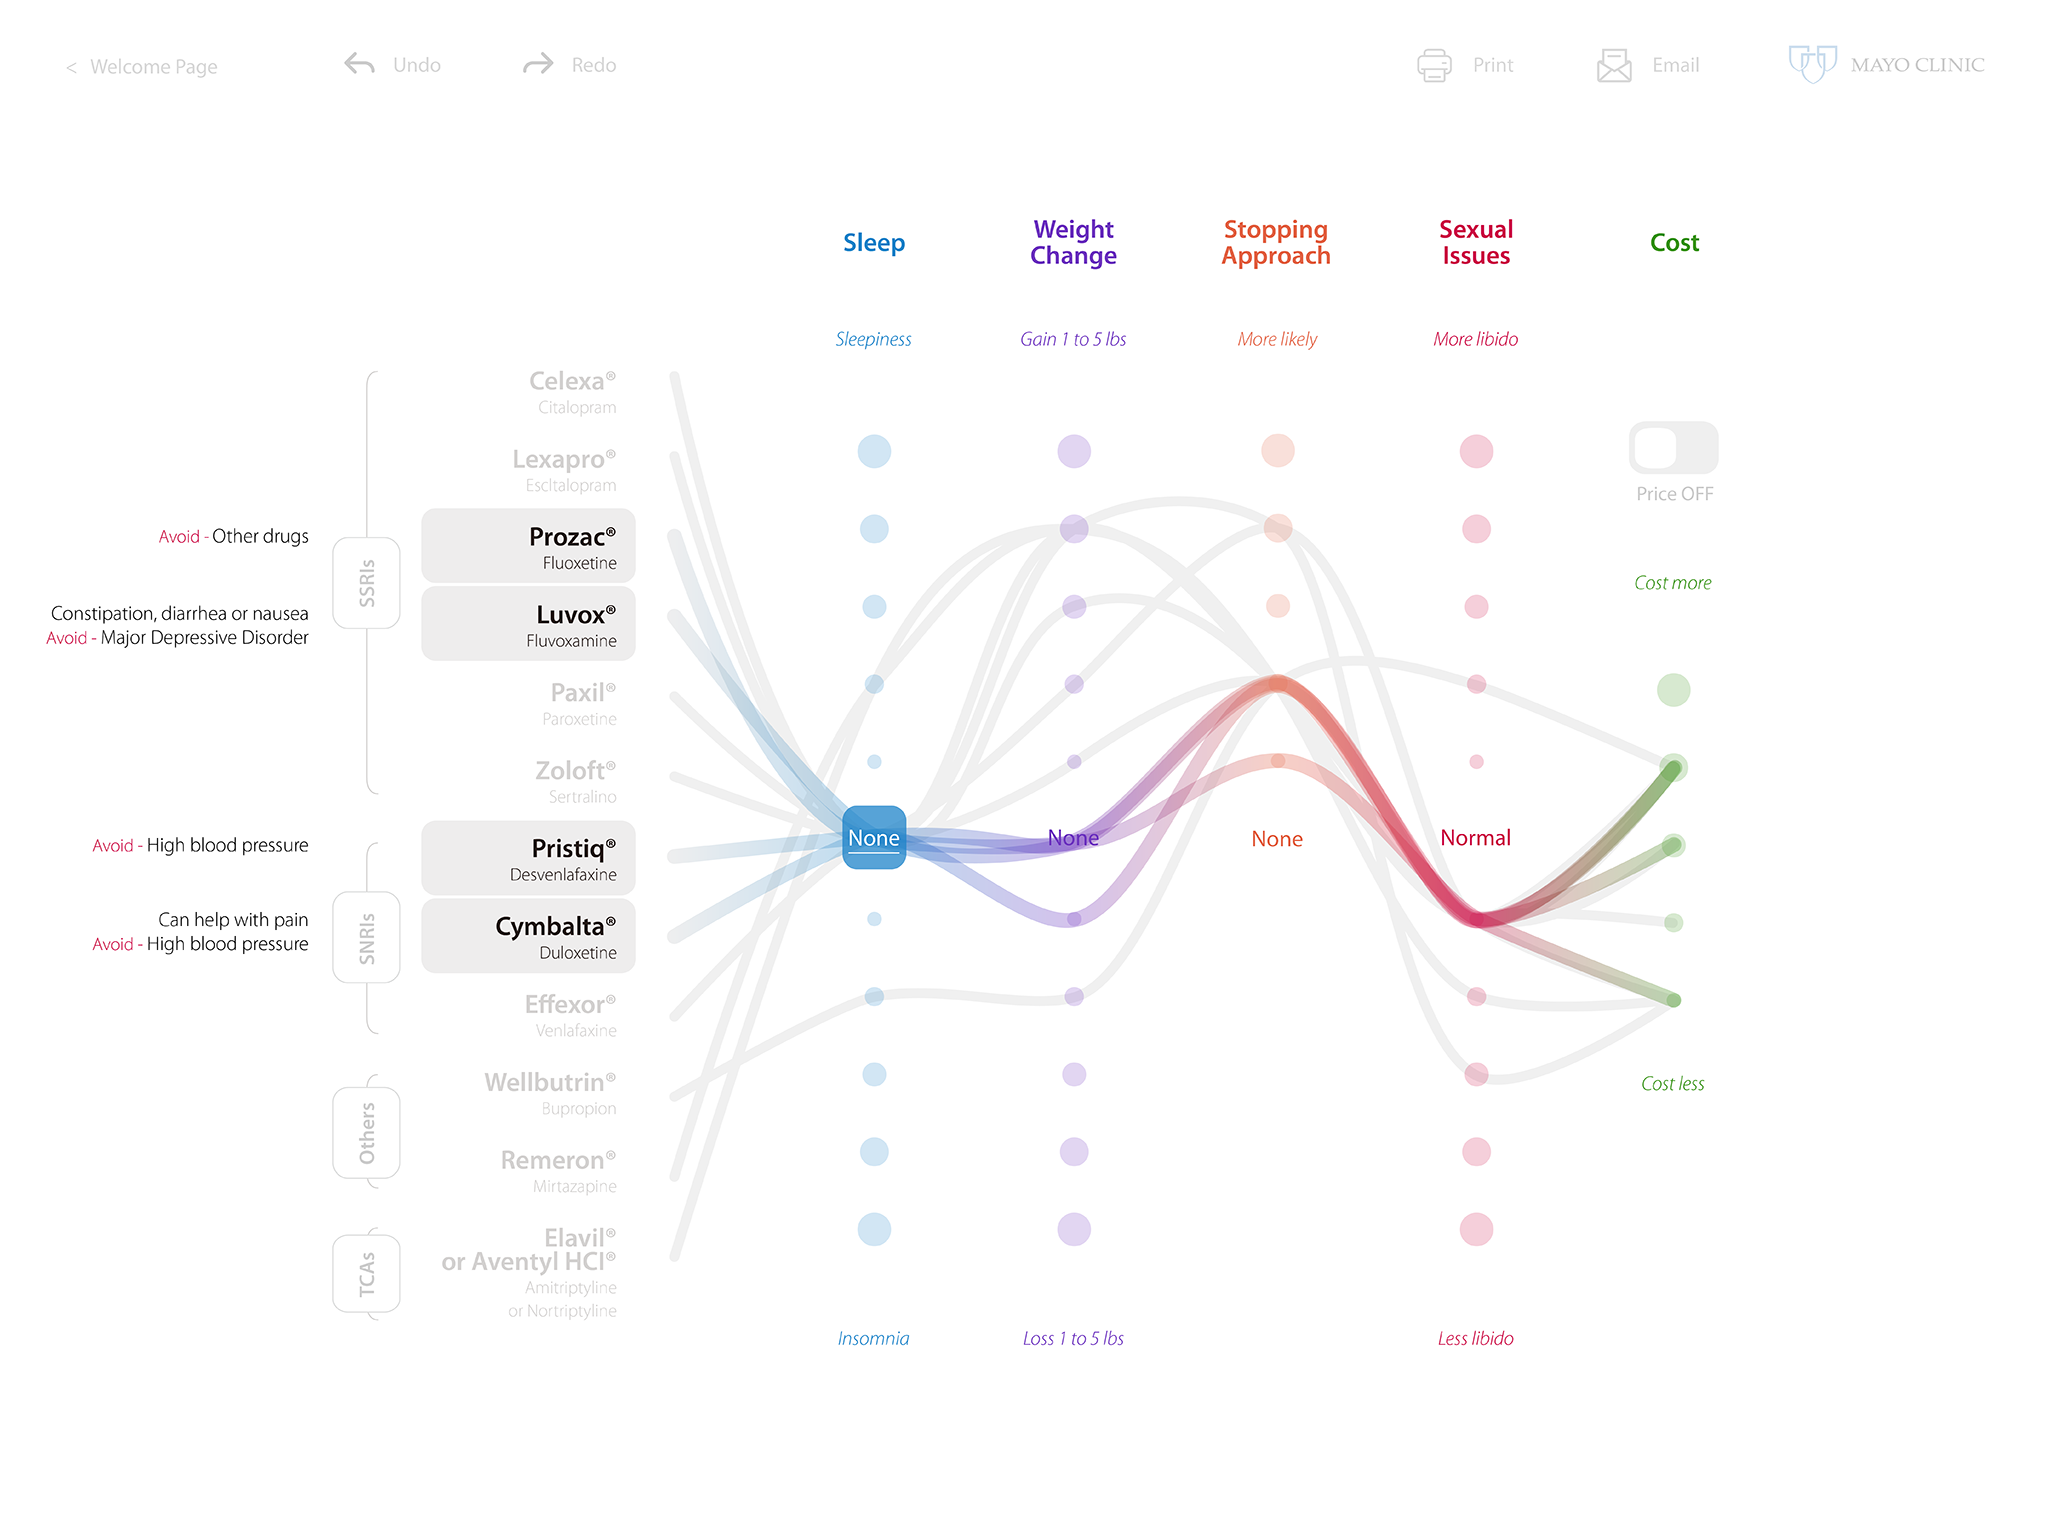 < Welcome Page
Undo
Redo
Print
Email
MAYO CLINIC
Sleep
Weight
Change
Stopping
Approach
Sexual
Issues
Cost
Sleepiness
Gain 1 to 5 lbs
More likely
More libido
Price OFF
Cost more
SSRIs
Celexa®
Citalopram
Lexapro®
Escltalopram
Avoid - Other drugs
Prozac®
Fluoxetine
Constipation, diarrhea or nausea
Avoid - Major Depressive Disorder
Luvox®
Fluvoxamine
Paxil®
Paroxetine
Zoloft®
Sertralino
SNRIs
Avoid - High blood pressure
Pristiq®
Desvenlafaxine
Can help with pain
Avoid - High blood pressure
Cymbalta®
Duloxetine
Effexor®
Venlafaxine
Others
Wellbutrin®
Bupropion
Remeron®
Mirtazapine
TCAs
Elavil®
or Aventyl HCl®
Amitriptyline
or Nortriptyline
None
None
None
Normal
Cost less
Insomnia
Loss 1 to 5 lbs
Less libido